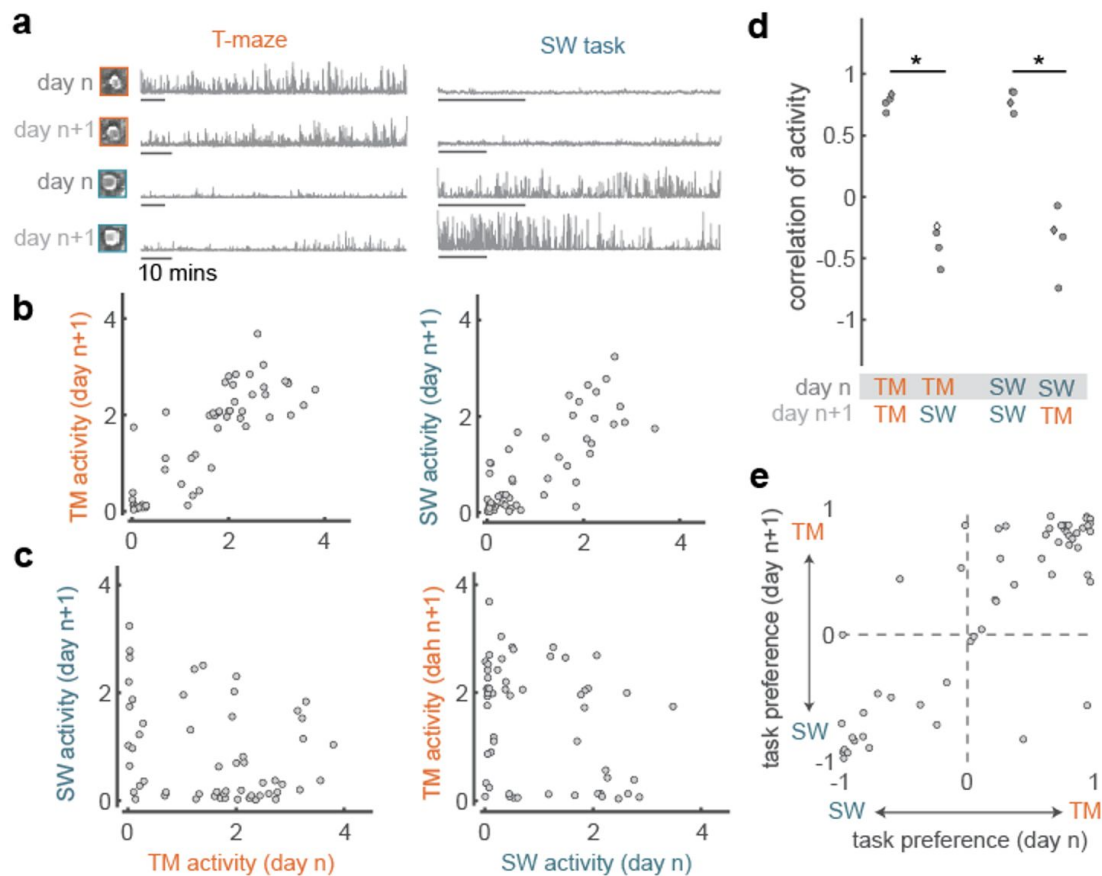 a
T-maze
SW task
day n
day n+1
day n
day n+1
10 mins
b
TM activity (day n+1)
4
2
0
0
2
4
SW activity (day n+1)
4
2
0
0
2
4
c
SW activity (day n+1)
4
2
0
0
2
4
TM activity (day n)
TM activity (dah n+1)
4
2
0
0
2
4
SW activity (day n)
d
correlation of activity
1
0.5
0
-0.5
-1
*
*
day n TM TM SW SW
day n+1 TM SW SW TM
e
task preference (day n+1)
TM
SW
1
0
-1
-1
0
1
SW
TM
task preference (day n)